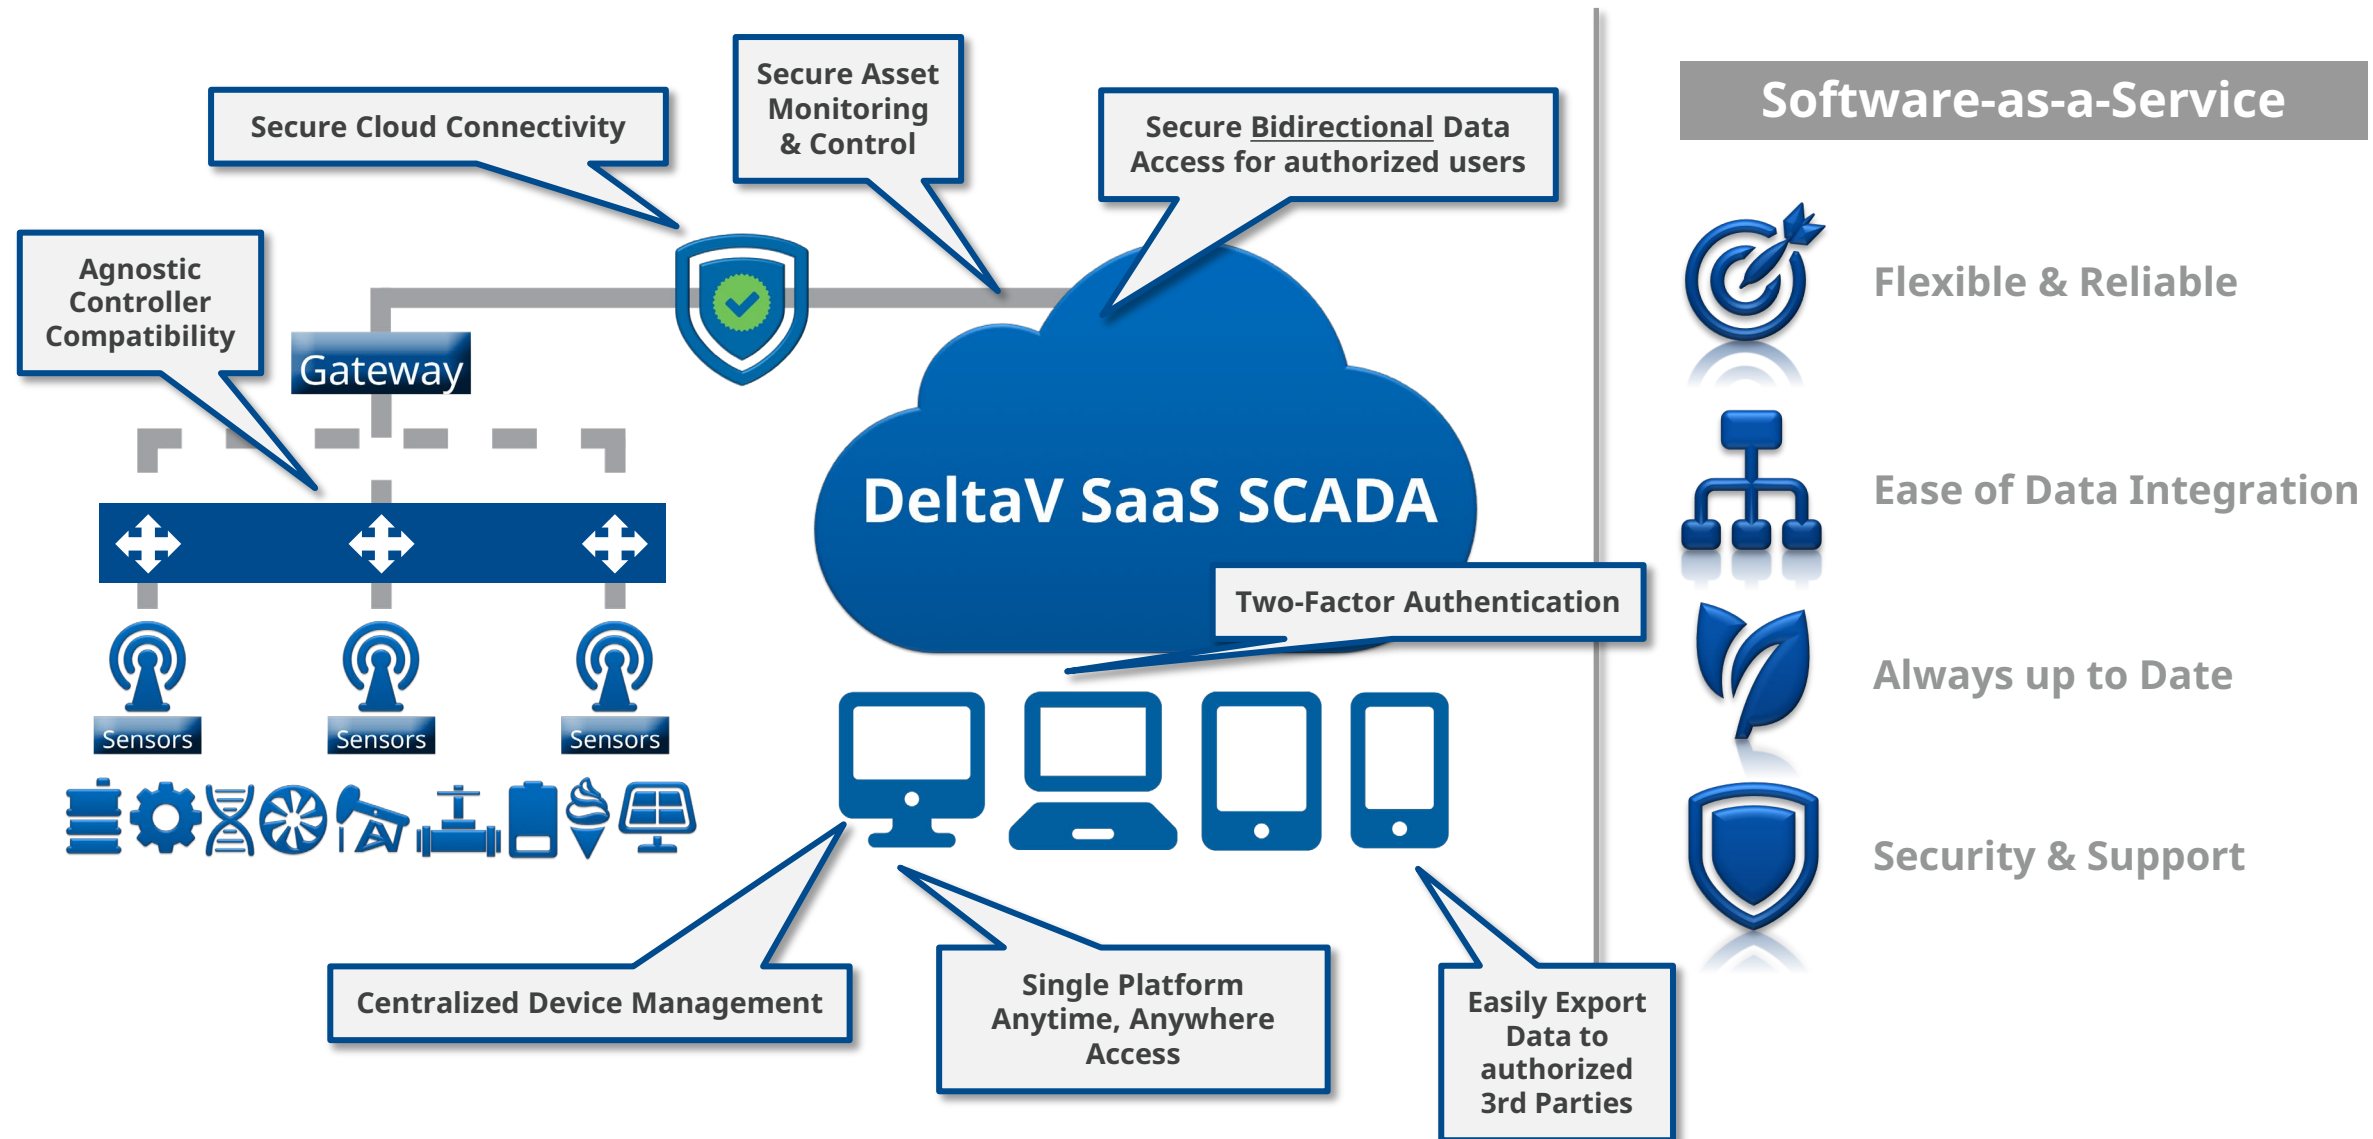 Secure Asset
Monitoring
& Control
Secure Cloud Connectivity
Secure Bidirectional Data
Access for authorized users
Agnostic
Controller
Compatibility
Gateway
DeltaV SaaS SCADA
Two-Factor Authentication
Sensors
Sensors
Sensors
Centralized Device Management
Single Platform
Anytime, Anywhere
Access
Easily Export
Data to
authorized
3rd Parties
Software-as-a-Service
Flexible & Reliable
Ease of Data Integration
Always up to Date
Security & Support